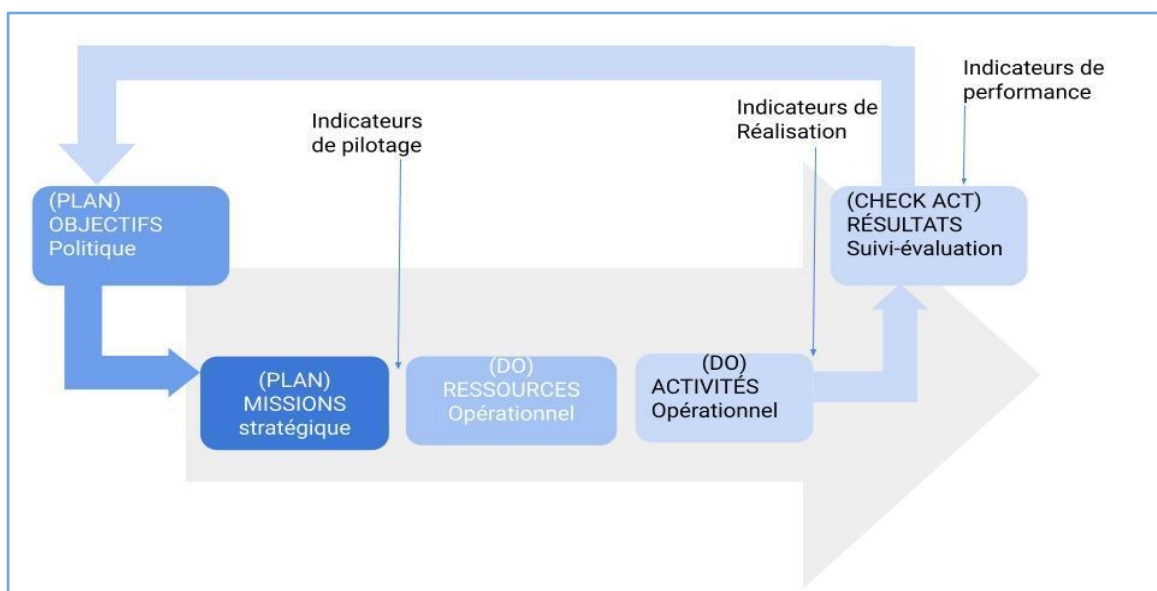 Indicateurs de
performance
Indicateurs
de pilotage
Indicateurs de
Réalisation
(PLAN)
OBJECTIFS
Politique
(CHECK ACT)
RÉSULTATS
Suivi-évaluation
(PLAN)
MISSIONS
stratégique
(DO)
RESSOURCES
Opérationnel
(DO)
ACTIVITÉS
Opérationnel